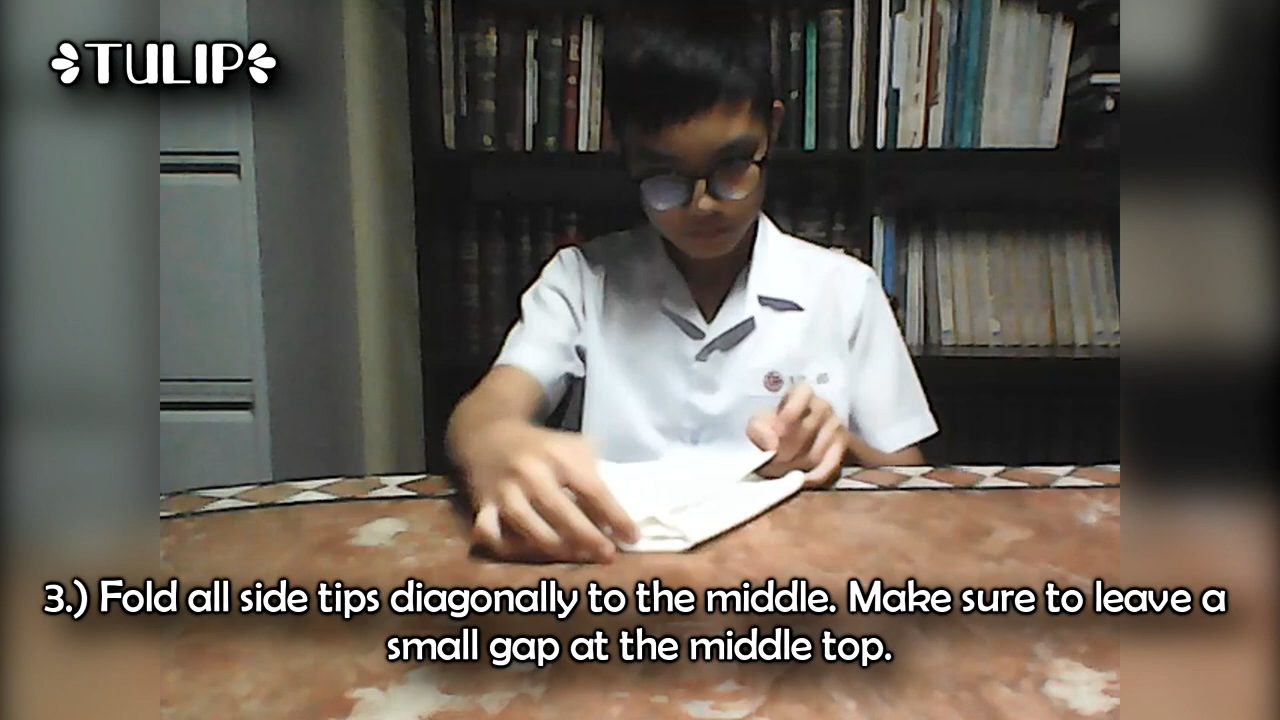 TULIP
3.) Fold all side tips diagonally to the middle. Make sure to leave a
small gap at the middle top.